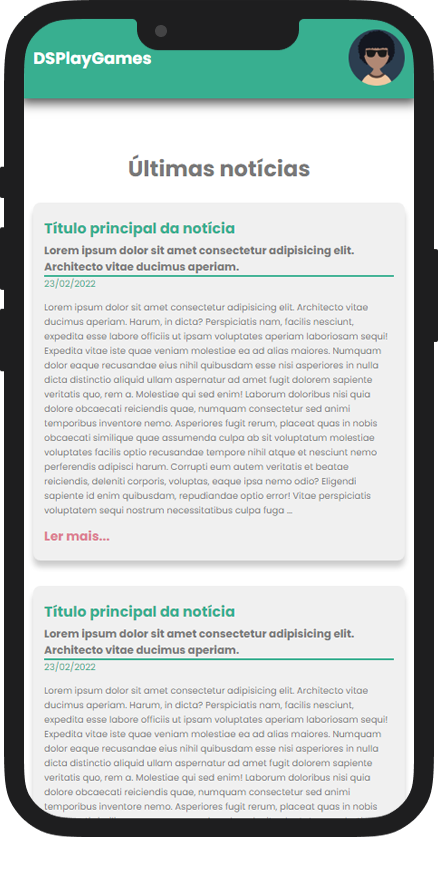 DSPlayGames
Últimas notícias
Título principal da notícia
Lorem ipsum dolor sit amet consectetur adipisicing elit.
Architecto vitae ducimus aperiam.
23/02/2022
Lorem ipsum dolor sit amet consectetur adipisicing elit. Architecto vitae
ducimus aperiam. Harum, in dicta? Perspiciatis nam, facilis nesciunt,
expedita esse labore officiis ut ipsam voluptates aperiam laboriosam sequi!
Expedita vitae iste quae veniam molestiae ea ad alias maiores. Numquam
dolor eaque recusandae eius nihil quibusdam esse nisi asperiores in nulla
dicta distinctio aliquid ullam aspernatur ad amet fugit dolorem sapiente
veritatis quo, rem a. Molestiae qui sed enim! Laborum doloribus nisi quia
dolore obcaecati reiciendis quae, numquam consectetur sed animi
temporibus inventore nemo. Asperiores fugit rerum, placeat quas in nobis
obcaecati similique quae assumenda culpa ab sit voluptatum molestiae
voluptates facilis optio recusandae tempore nihil atque et nesciunt nemo
perferendis adipisci harum. Corrupti eum autem veritatis et beatae
reiciendis, deleniti corporis, voluptas, eaque ipsa nemo odio? Eligendi
sapiente id enim quibusdam, repudiandae optio error! Vitae perspiciatis
voluptatem sequi nostrum necessitatibus culpa fuga ...
Ler mais...
Título principal da notícia
Lorem ipsum dolor sit amet consectetur adipisicing elit.
Architecto vitae ducimus aperiam.
23/02/2022
Lorem ipsum dolor sit amet consectetur adipisicing elit. Architecto vitae
ducimus aperiam. Harum, in dicta? Perspiciatis nam, facilis nesciunt,
expedita esse labore officiis ut ipsam voluptates aperiam laboriosam sequi!
Expedita vitae iste quae veniam molestiae ea ad alias maiores. Numquam
dolor eaque recusandae eius nihil quibusdam esse nisi asperiores in nulla
dicta distinctio aliquid ullam aspernatur ad amet fugit dolorem sapiente
veritatis quo, rem a. Molestiae qui sed enim! Laborum doloribus nisi quia
dolore obcaecati reiciendis quae, numquam consectetur sed animi
temporibus inventore nemo. Asperiores fugit rerum, placeat quas in nobis